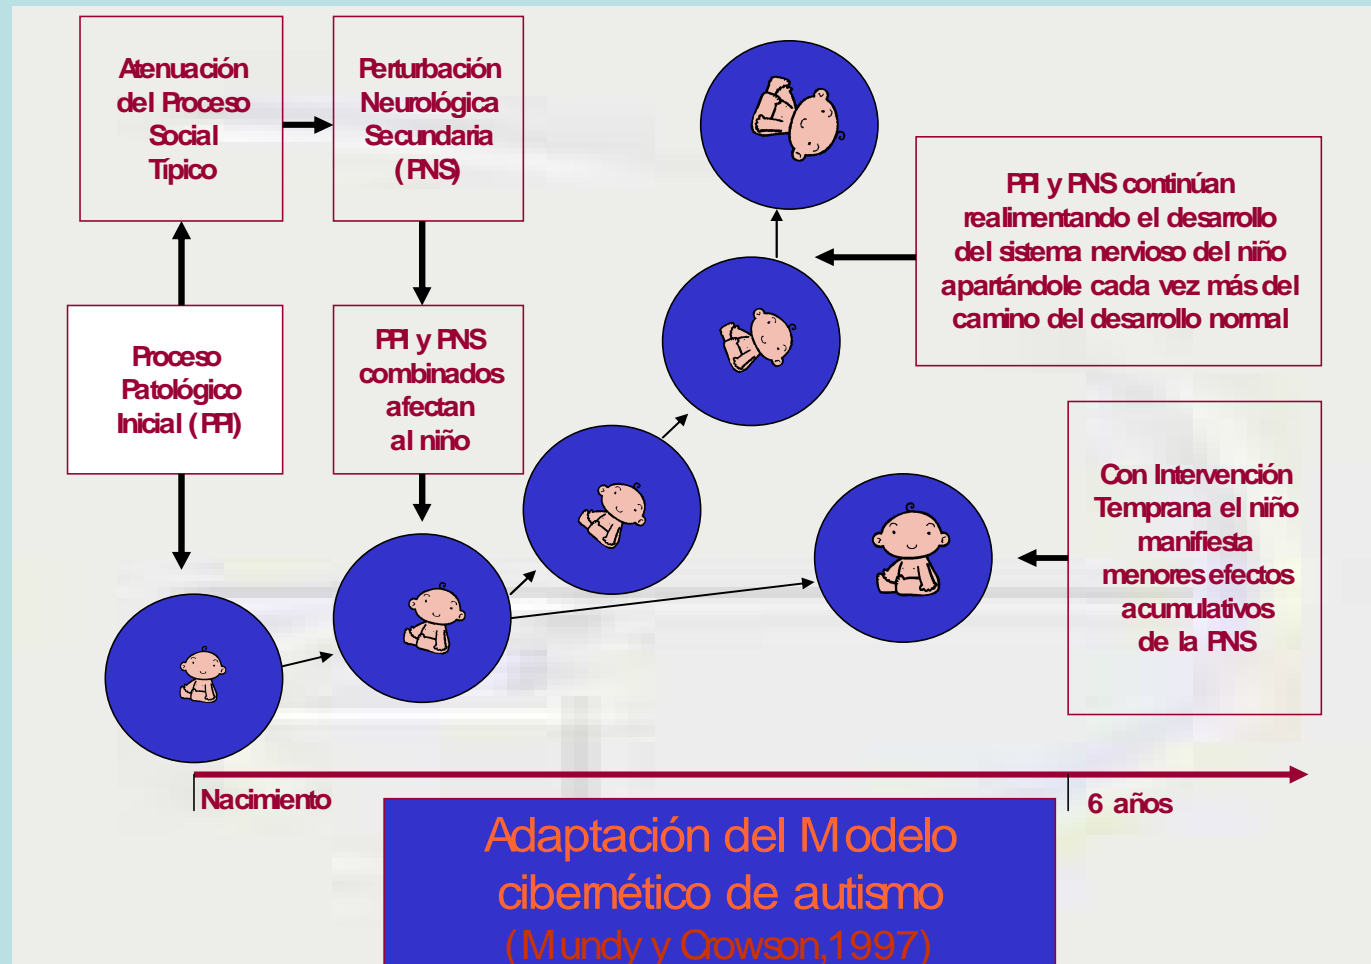 Atenuación
del Proceso
Social
Típico
Perturbación
Neurológica
Secundaria
(PNS)
PPI y PNS continúan
realimentando el desarrollo
del sistema nervioso del niño
apartándole cada vez más del
camino del desarrollo normal
Proceso
Patológico
Inicial (PPI)
PPI y PNS
combinados
afectan
al niño
Con Intervención
Temprana el niño
manifiesta
menores efectos
acumulativos
de la PNS
Nacimiento
6 años
Adaptación del Modelo
cibernético de autismo
(Mundy y Crowson,1997)